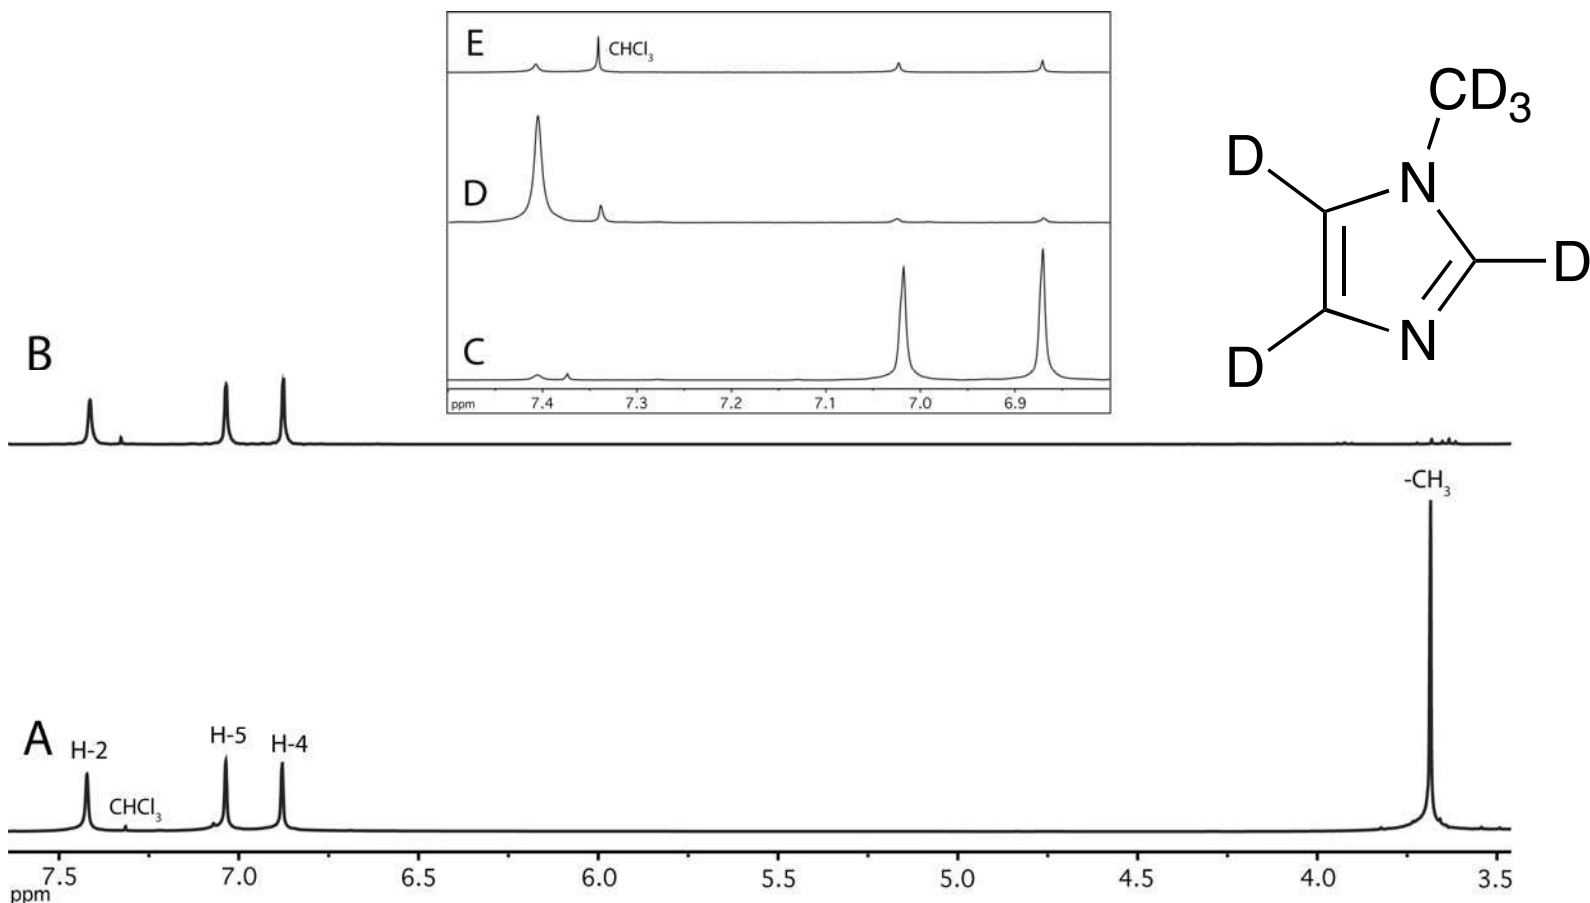 E
CHCl₃
D
C
ppm 7.4 7.3 7.2 7.1 7.0 6.9
CD₃
D
N
D
N
D
B
-CH₃
A
H-2
H-5
H-4
CHCl₃
7.5 7.0 6.5 6.0 5.5 5.0 4.5 4.0 3.5
ppm